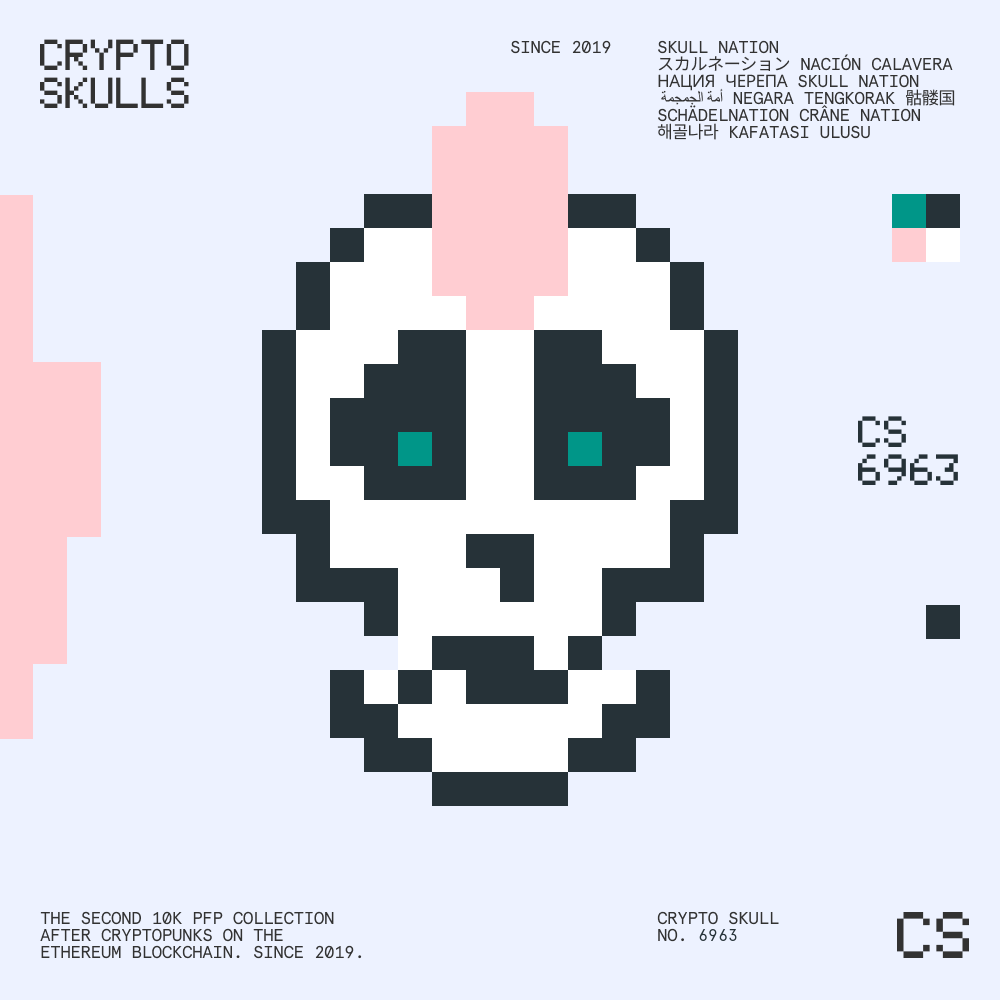 CRYPTO
SKULLS
SINCE 2019
SKULL NATION
スカルネーション NACIÓN CALAVERA
НАЦИЯ ЧЕРЕПА SKULL NATION
أمة الجمجمة NEGARA TENGKORAK 骷髅国
SCHÄDELNATION CRÂNE NATION
해골나라 KAFATASI ULUSU
CS
6963
THE SECOND 10K PFP COLLECTION
AFTER CRYPTOPUNKS ON THE
ETHEREUM BLOCKCHAIN. SINCE 2019.
CRYPTO SKULL
NO. 6963
CS